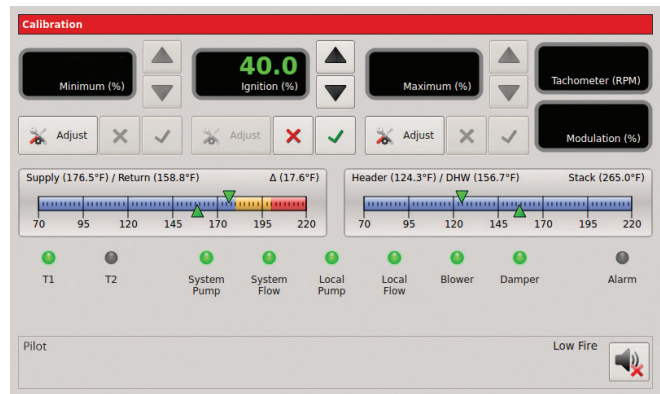 Calibration
40.0
Minimum (%)
Ignition (%)
Maximum (%)
Tachometer (RPM)
Modulation (%)
Adjust
Adjust
Adjust
Supply (176.5°F) / Return (158.8°F) Δ (17.6°F)
70 95 120 145 170 195 220
Header (124.3°F) / DHW (156.7°F) Stack (265.0°F)
70 95 120 145 170 195 220
T1
T2
System
Pump
System
Flow
Local
Pump
Local
Flow
Blower
Damper
Alarm
Pilot
Low Fire